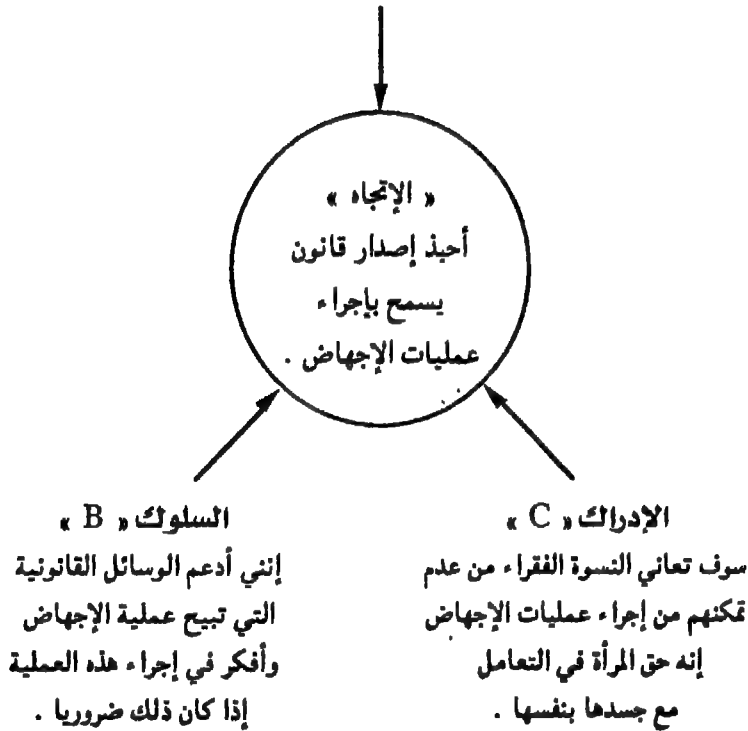 « الإتجاه »
أحبذ إصدار قانون
يسمح بإجراء
عمليات الإجهاض .
الإدراك « C »
سوف تعاني النسوة الفقراء من عدم
تمكنهم من إجراء عمليات الإجهاض
إنه حق المرأة في التعامل
مع جسدها بنفسها .
السلوك « B »
إنني أدعم الوسائل القانونية
التي تبيح عملية الإجهاض
وأفكر في إجراء هذه العملية
إذا كان ذلك ضروريا .